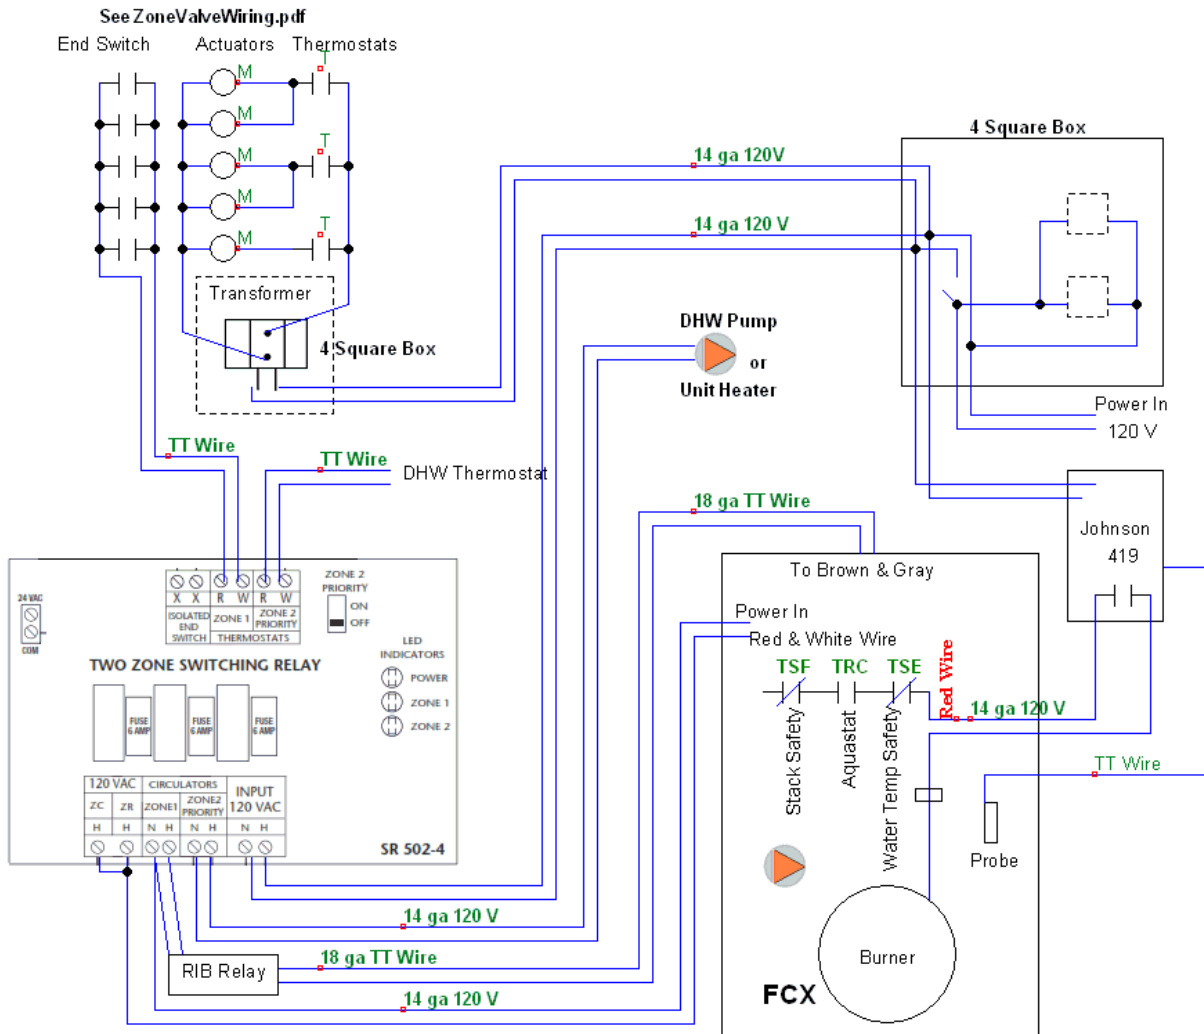 See ZoneValveWiring.pdf
End Switch
Actuators
Thermostats
M
T
M
M
T
M
M
T
Transformer
4 Square Box
14 ga 120V
14 ga 120 V
4 Square Box
DHW Pump
or
Unit Heater
Power In
120 V
TT Wire
TT Wire
DHW Thermostat
18 ga TT Wire
Johnson
419
To Brown & Gray
Power In
Red & White Wire
TSF
TRC
TSE
Stack Safety
Aquastat
Water Temp Safety
Red Wire
14 ga 120 V
TT Wire
Probe
Burner
FCX
24 VAC
COM
X X R W R W
ISOLATED
END
SWITCH
ZONE 1
ZONE 2
PRIORITY
THERMOSTATS
ZONE 2
PRIORITY
ON
OFF
LED
INDICATORS
POWER
ZONE 1
ZONE 2
TWO ZONE SWITCHING RELAY
FUSE
6 AMP
FUSE
6 AMP
FUSE
6 AMP
120 VAC
CIRCULATORS
INPUT
120 VAC
ZC
ZR
ZONE1
ZONE2
PRIORITY
H H N H N H N H
SR 502-4
14 ga 120 V
18 ga TT Wire
RIB Relay
14 ga 120 V